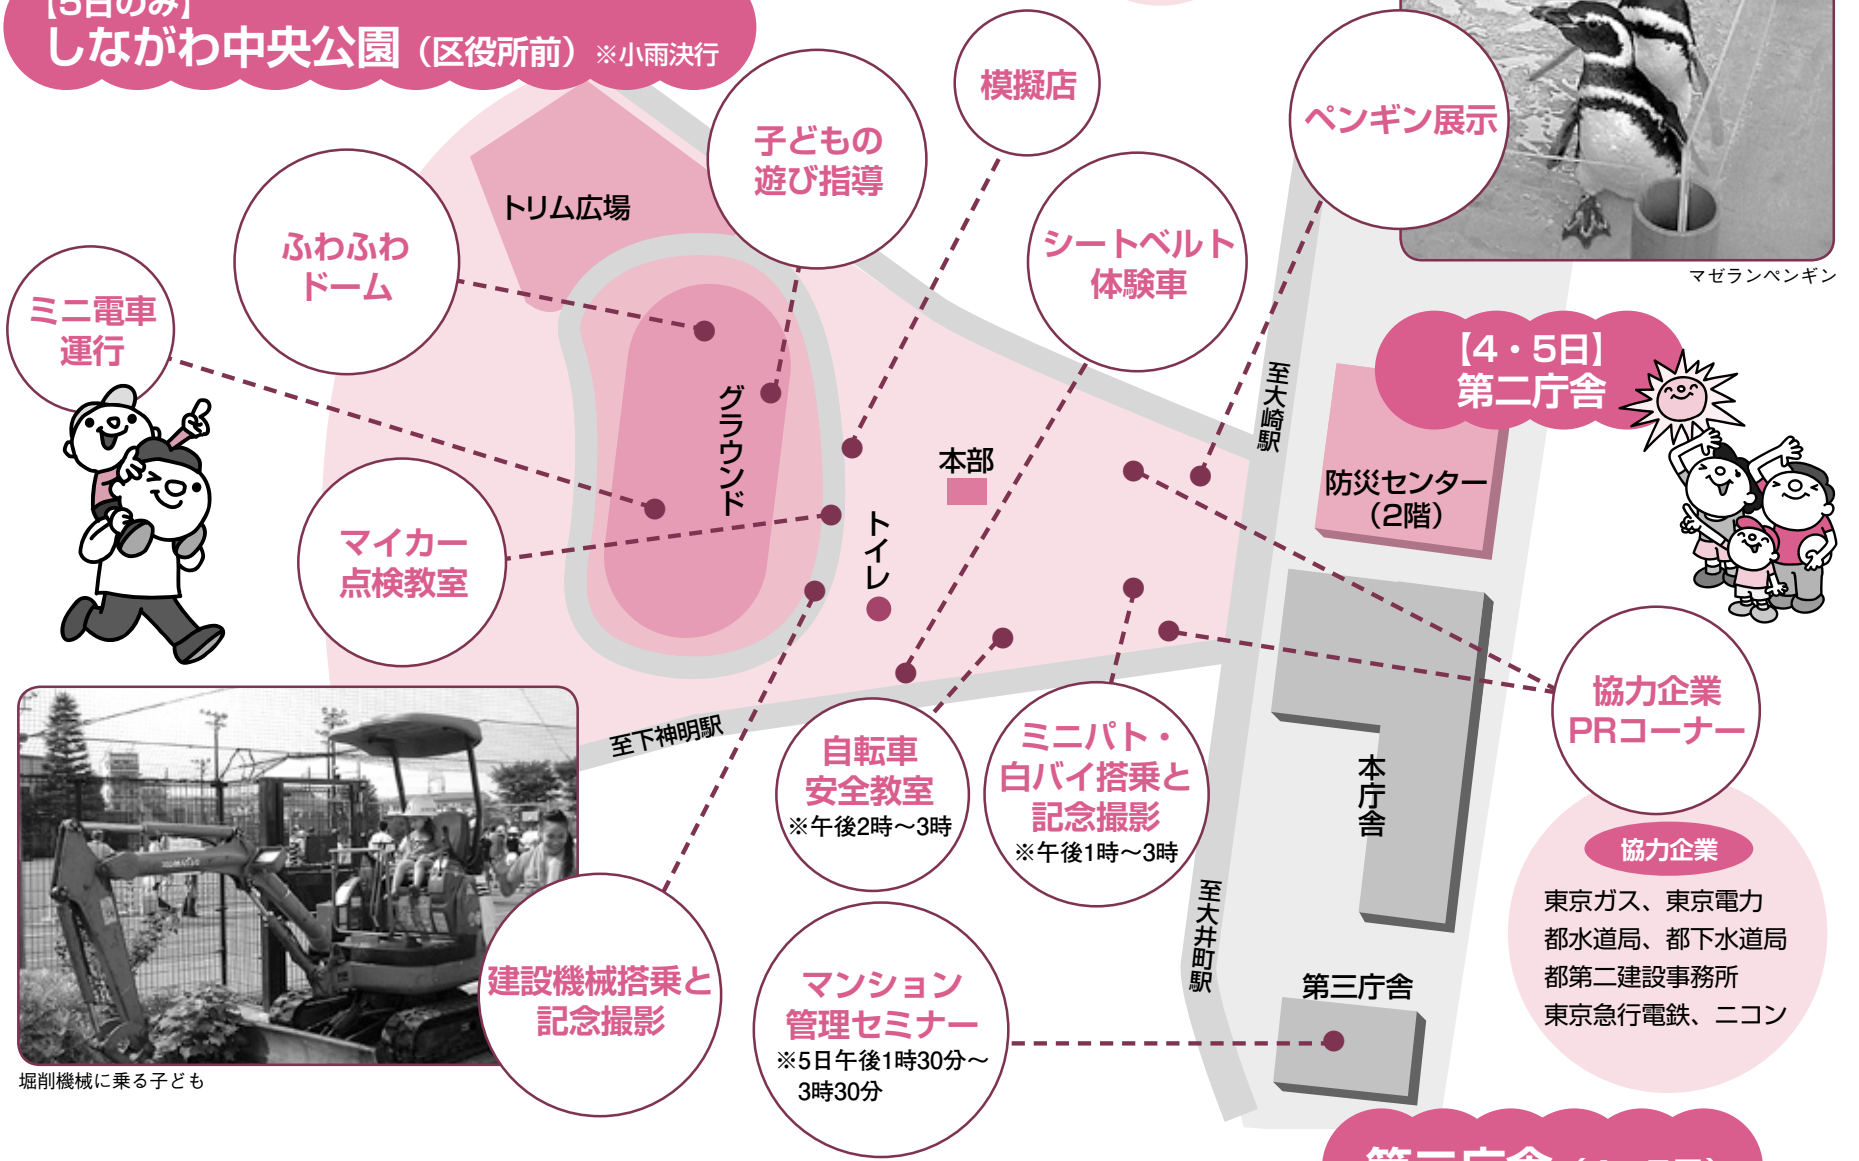 【5日のみ】
しながわ中央公園（区役所前）※小雨決行
模擬店
ペンギン展示
子どもの
遊び指導
トリム広場
ふわふわ
ドーム
シートベルト
体験車
マゼランペンギン
ミニ電車
運行
【4・5日】
第二庁舎
至大崎駅
グラウンド
本部
防災センター
（2階）
マイカー
点検教室
トイレ
協力企業
PRコーナー
至下神明駅
自転車
安全教室
※午後2時～3時
ミニパト・
白バイ搭乗と
記念撮影
※午後1時～3時
本庁舎
協力企業
東京ガス、東京電力
都水道局、都下水道局
都第二建設事務所
東京急行電鉄、ニコン
至大井町駅
建設機械搭乗と
記念撮影
マンション
管理セミナー
※5日午後1時30分～
3時30分
第三庁舎
堀削機械に乗る子ども